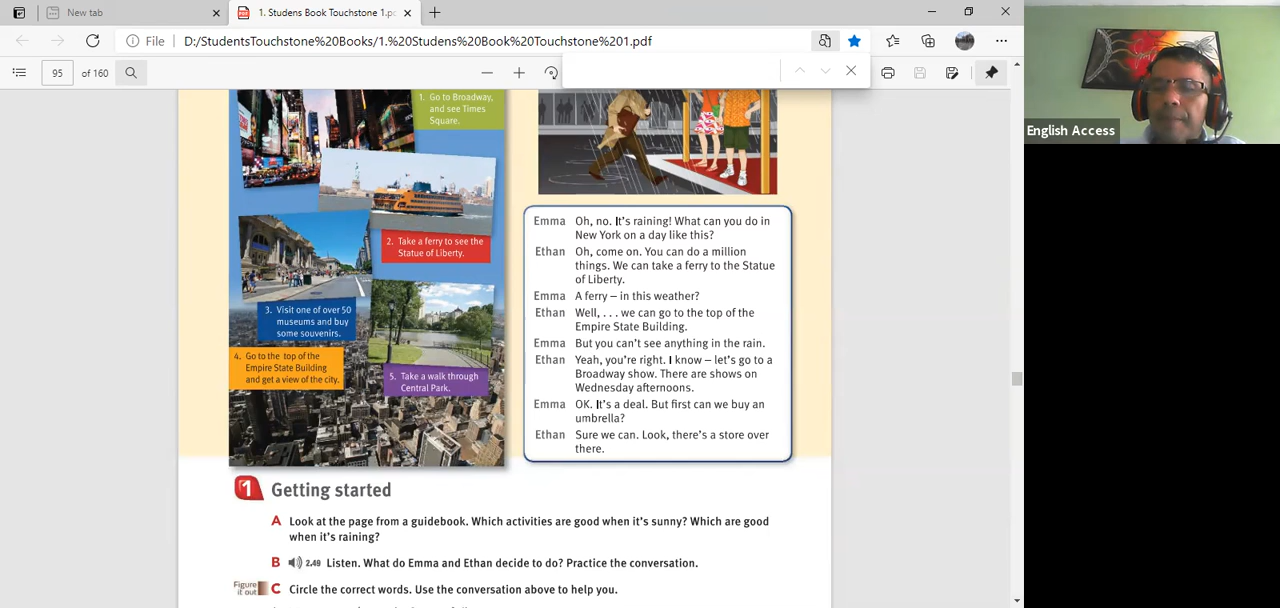 New tab
1. Studens Book Touchstone 1.pd
File
D:/StudentsTouchstone%20Books/1.%20Studens%20Book%20Touchstone%201.pdf
95 of 160
1. Go to Broadway,
and see Times
Square.
2. Take a ferry to see the
Statue of Liberty.
3. Visit one of over 50
museums and buy
some souvenirs.
4. Go to the top of the
Empire State Building
and get a view of the city.
5. Take a walk through
Central Park.
Emma Oh, no. It's raining! What can you do in
New York on a day like this?
Ethan Oh, come on. You can do a million
things. We can take a ferry to the Statue
of Liberty.
Emma A ferry – in this weather?
Ethan Well, . . . we can go to the top of the
Empire State Building.
Emma But you can't see anything in the rain.
Ethan Yeah, you're right. I know – let's go to a
Broadway show. There are shows on
Wednesday afternoons.
Emma OK. It's a deal. But first can we buy an
umbrella?
Ethan Sure we can. Look, there's a store over
there.
1 Getting started
A Look at the page from a guidebook. Which activities are good when it's sunny? Which are good
when it's raining?
B 2.49 Listen. What do Emma and Ethan decide to do? Practice the conversation.
Figure
it out
C Circle the correct words. Use the conversation above to help you.
English Access